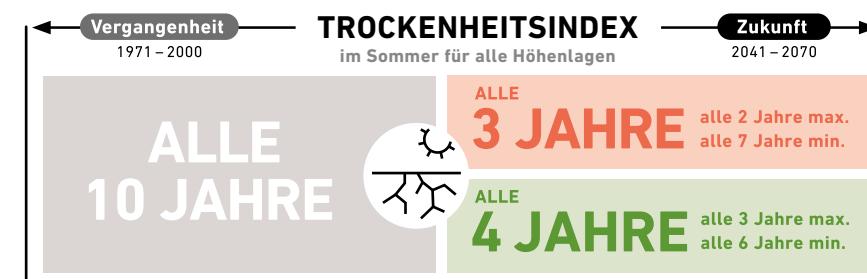 Vergangenheit
1971 – 2000
TROCKENHEITSINDEX
im Sommer für alle Höhenlagen
Zukunft
2041 – 2070
ALLE
10 JAHRE
ALLE
3 JAHRE
alle 2 Jahre max.
alle 7 Jahre min.
ALLE
4 JAHRE
alle 3 Jahre max.
alle 6 Jahre min.